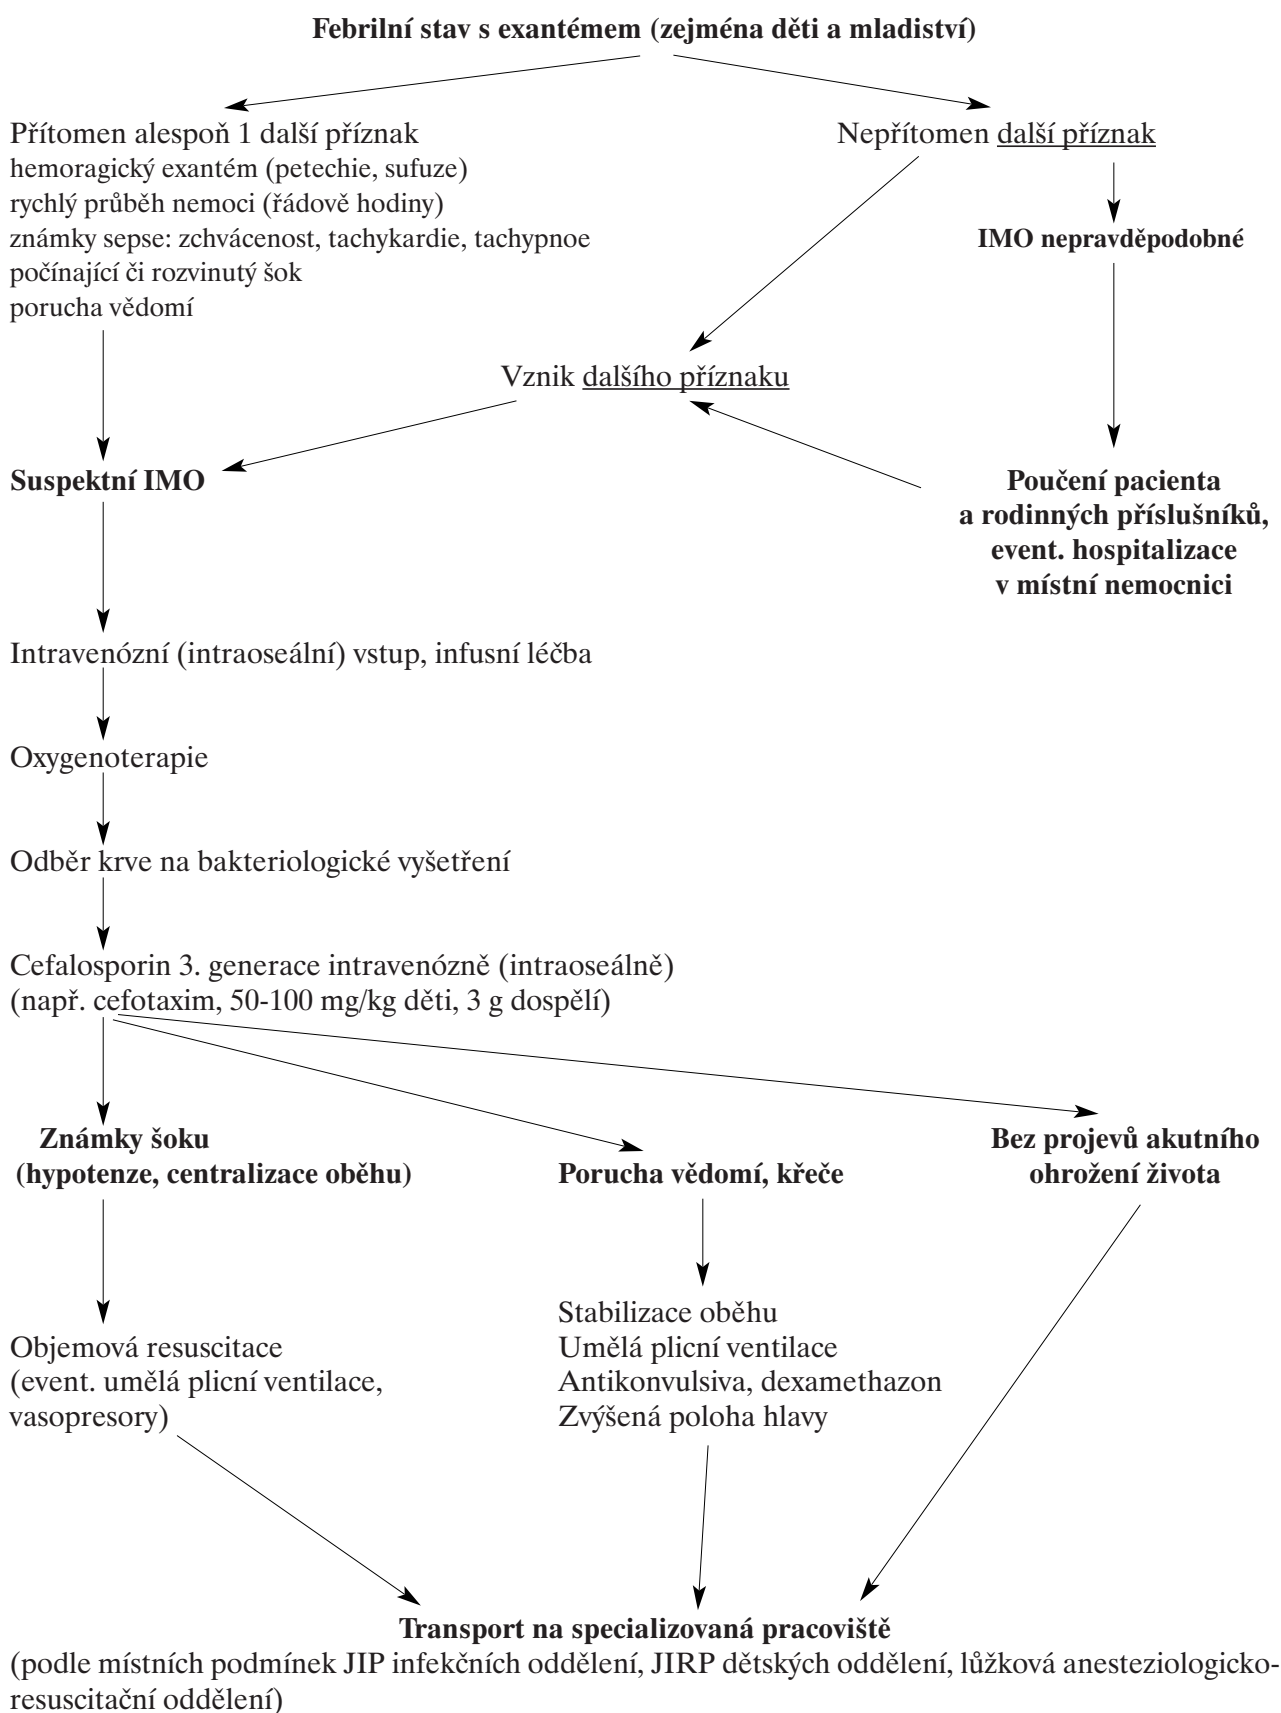 Febrilní stav s exantémem (zejména děti a mladiství)
Přítomen alespoň 1 další příznak
hemoragický exantém (petechie, sufuze)
rychlý průběh nemoci (řádově hodiny)
známky sepse: zchvácenost, tachykardie, tachypnoe
počínající či rozvinutý šok
porucha vědomí
Nepřítomen další příznak
IMO nepravděpodobné
Vznik dalšího příznaku
Suspektní IMO
Poučení pacienta
a rodinných příslušníků,
event. hospitalizace
v místní nemocnici
Intravenózní (intraoseální) vstup, infusní léčba
Oxygenoterapie
Odběr krve na bakteriologické vyšetření
Cefalosporin 3. generace intravenózně (intraoseálně)
(např. cefotaxim, 50-100 mg/kg děti, 3 g dospělí)
Známky šoku
(hypotenze, centralizace oběhu)
Porucha vědomí, křeče
Bez projevů akutního
ohrožení života
Objemová resuscitace
(event. umělá plicní ventilace,
vasopresory)
Stabilizace oběhu
Umělá plicní ventilace
Antikonvulsiva, dexamethazon
Zvýšená poloha hlavy
Transport na specializovaná pracoviště
(podle místních podmínek JIP infekčních oddělení, JIRP dětských oddělení, lůžková anesteziologicko-
resuscitační oddělení)